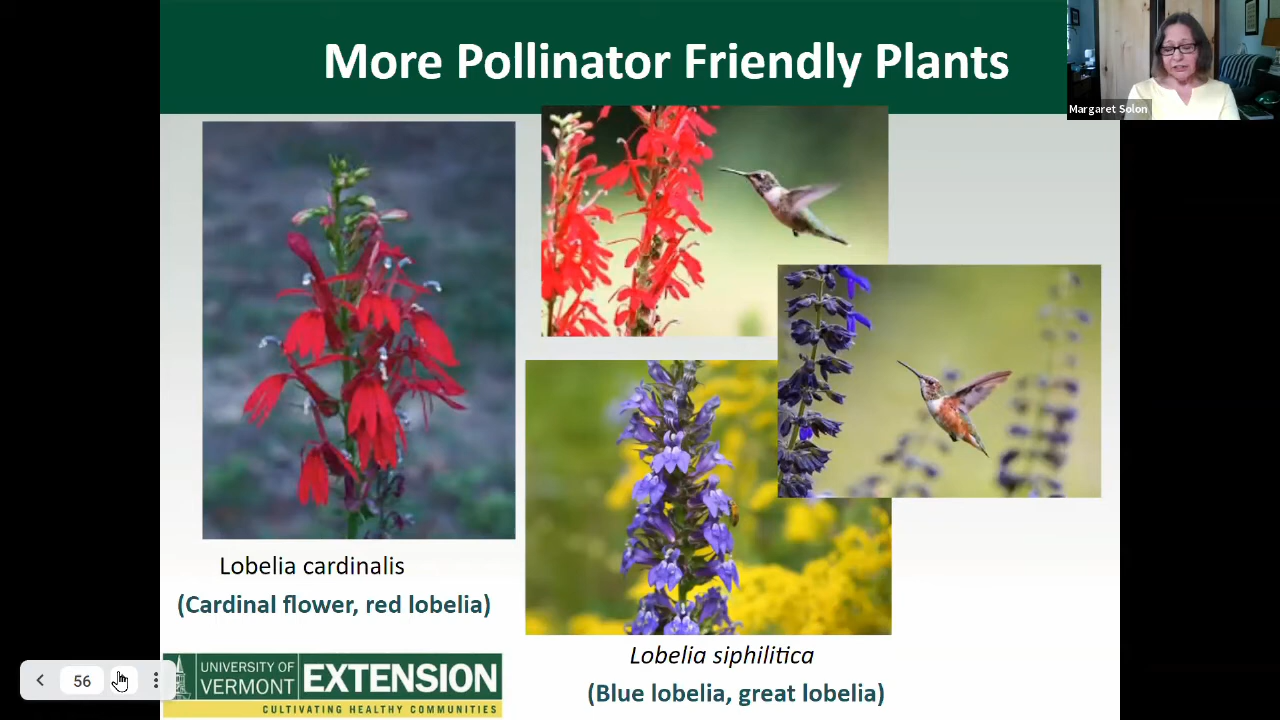 More Pollinator Friendly Plants
Margaret Solon
Lobelia cardinalis
(Cardinal flower, red lobelia)
Lobelia siphilitica
(Blue lobelia, great lobelia)
UNIVERSITY OF
VERMONT
EXTENSION
CULTIVATING HEALTHY COMMUNITIES
56